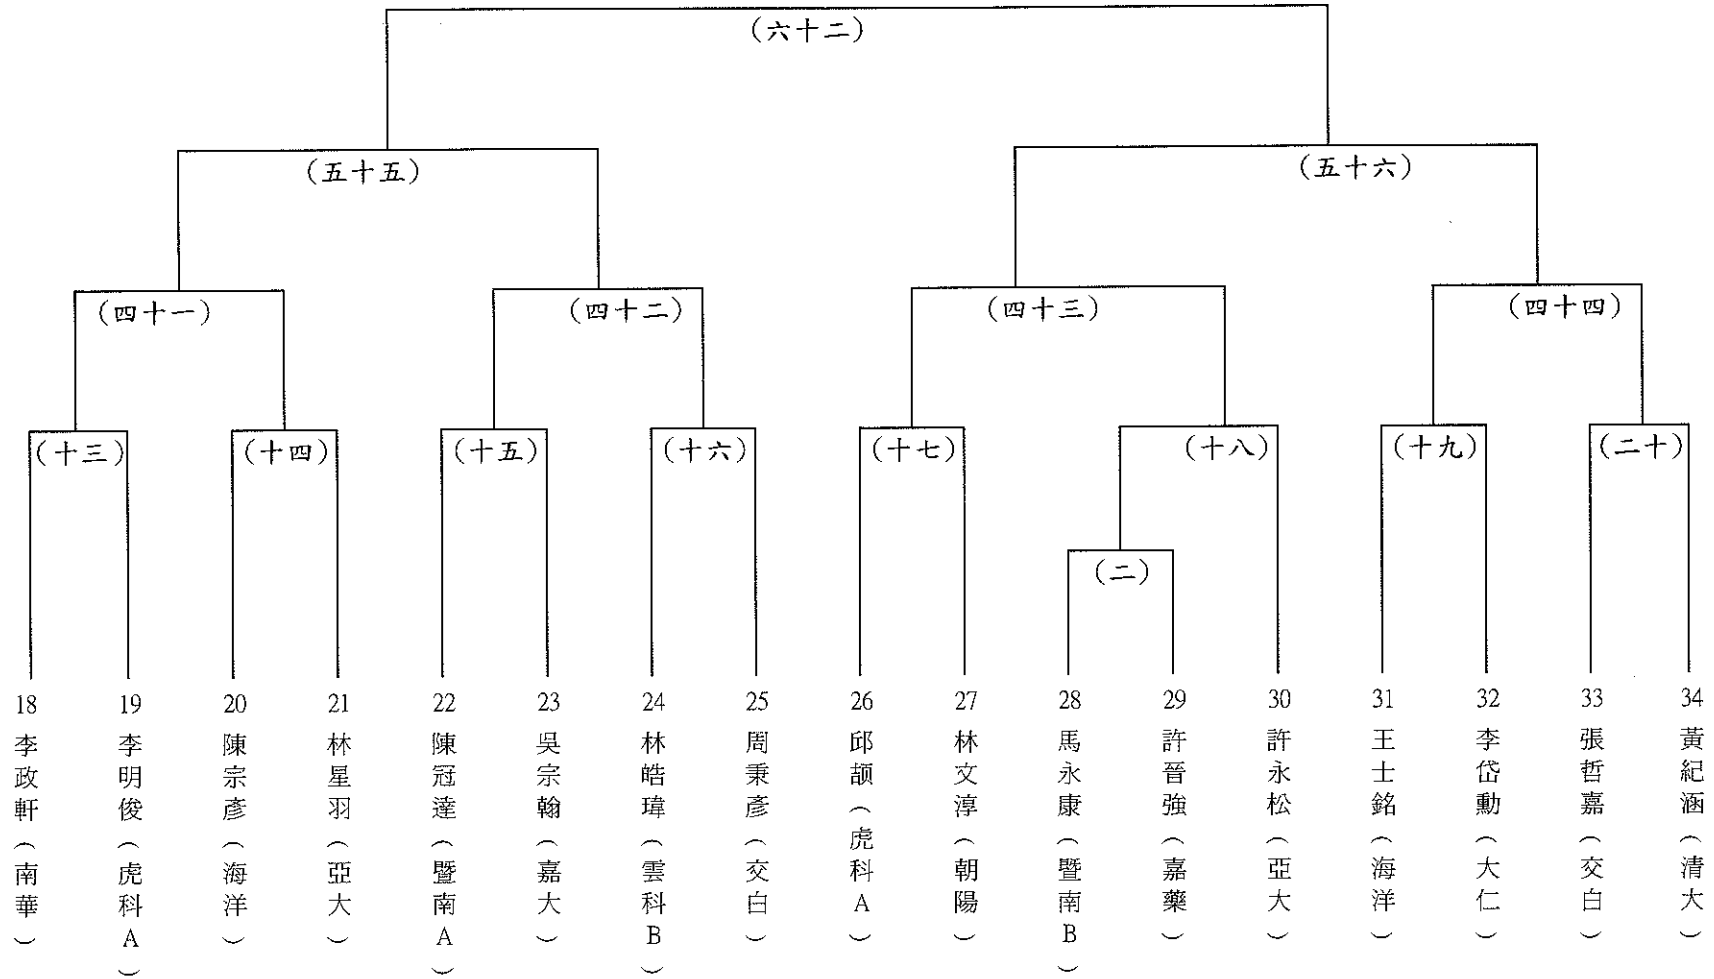 (六十二)
(五十五)
(五十六)
(四十一)
(四十二)
(四十三)
(四十四)
(十三)
(十四)
(十五)
(十六)
(十七)
(十八)
(十九)
(二十)
(二)
18
李政軒(南華)
19
李明俊(虎科A)
20
陳宗彥(海洋)
21
林星羽(亞大)
22
陳冠達(暨南A)
23
吳宗翰(嘉大)
24
林皓瑋(雲科B)
25
周秉彥(交白)
26
邱頡(虎科A)
27
林文淳(朝陽)
28
馬永康(暨南B)
29
許晉強(嘉藥)
30
許永松(亞大)
31
王士銘(海洋)
32
李岱勳(大仁)
33
張哲嘉(交白)
34
黃紀涵(清大)